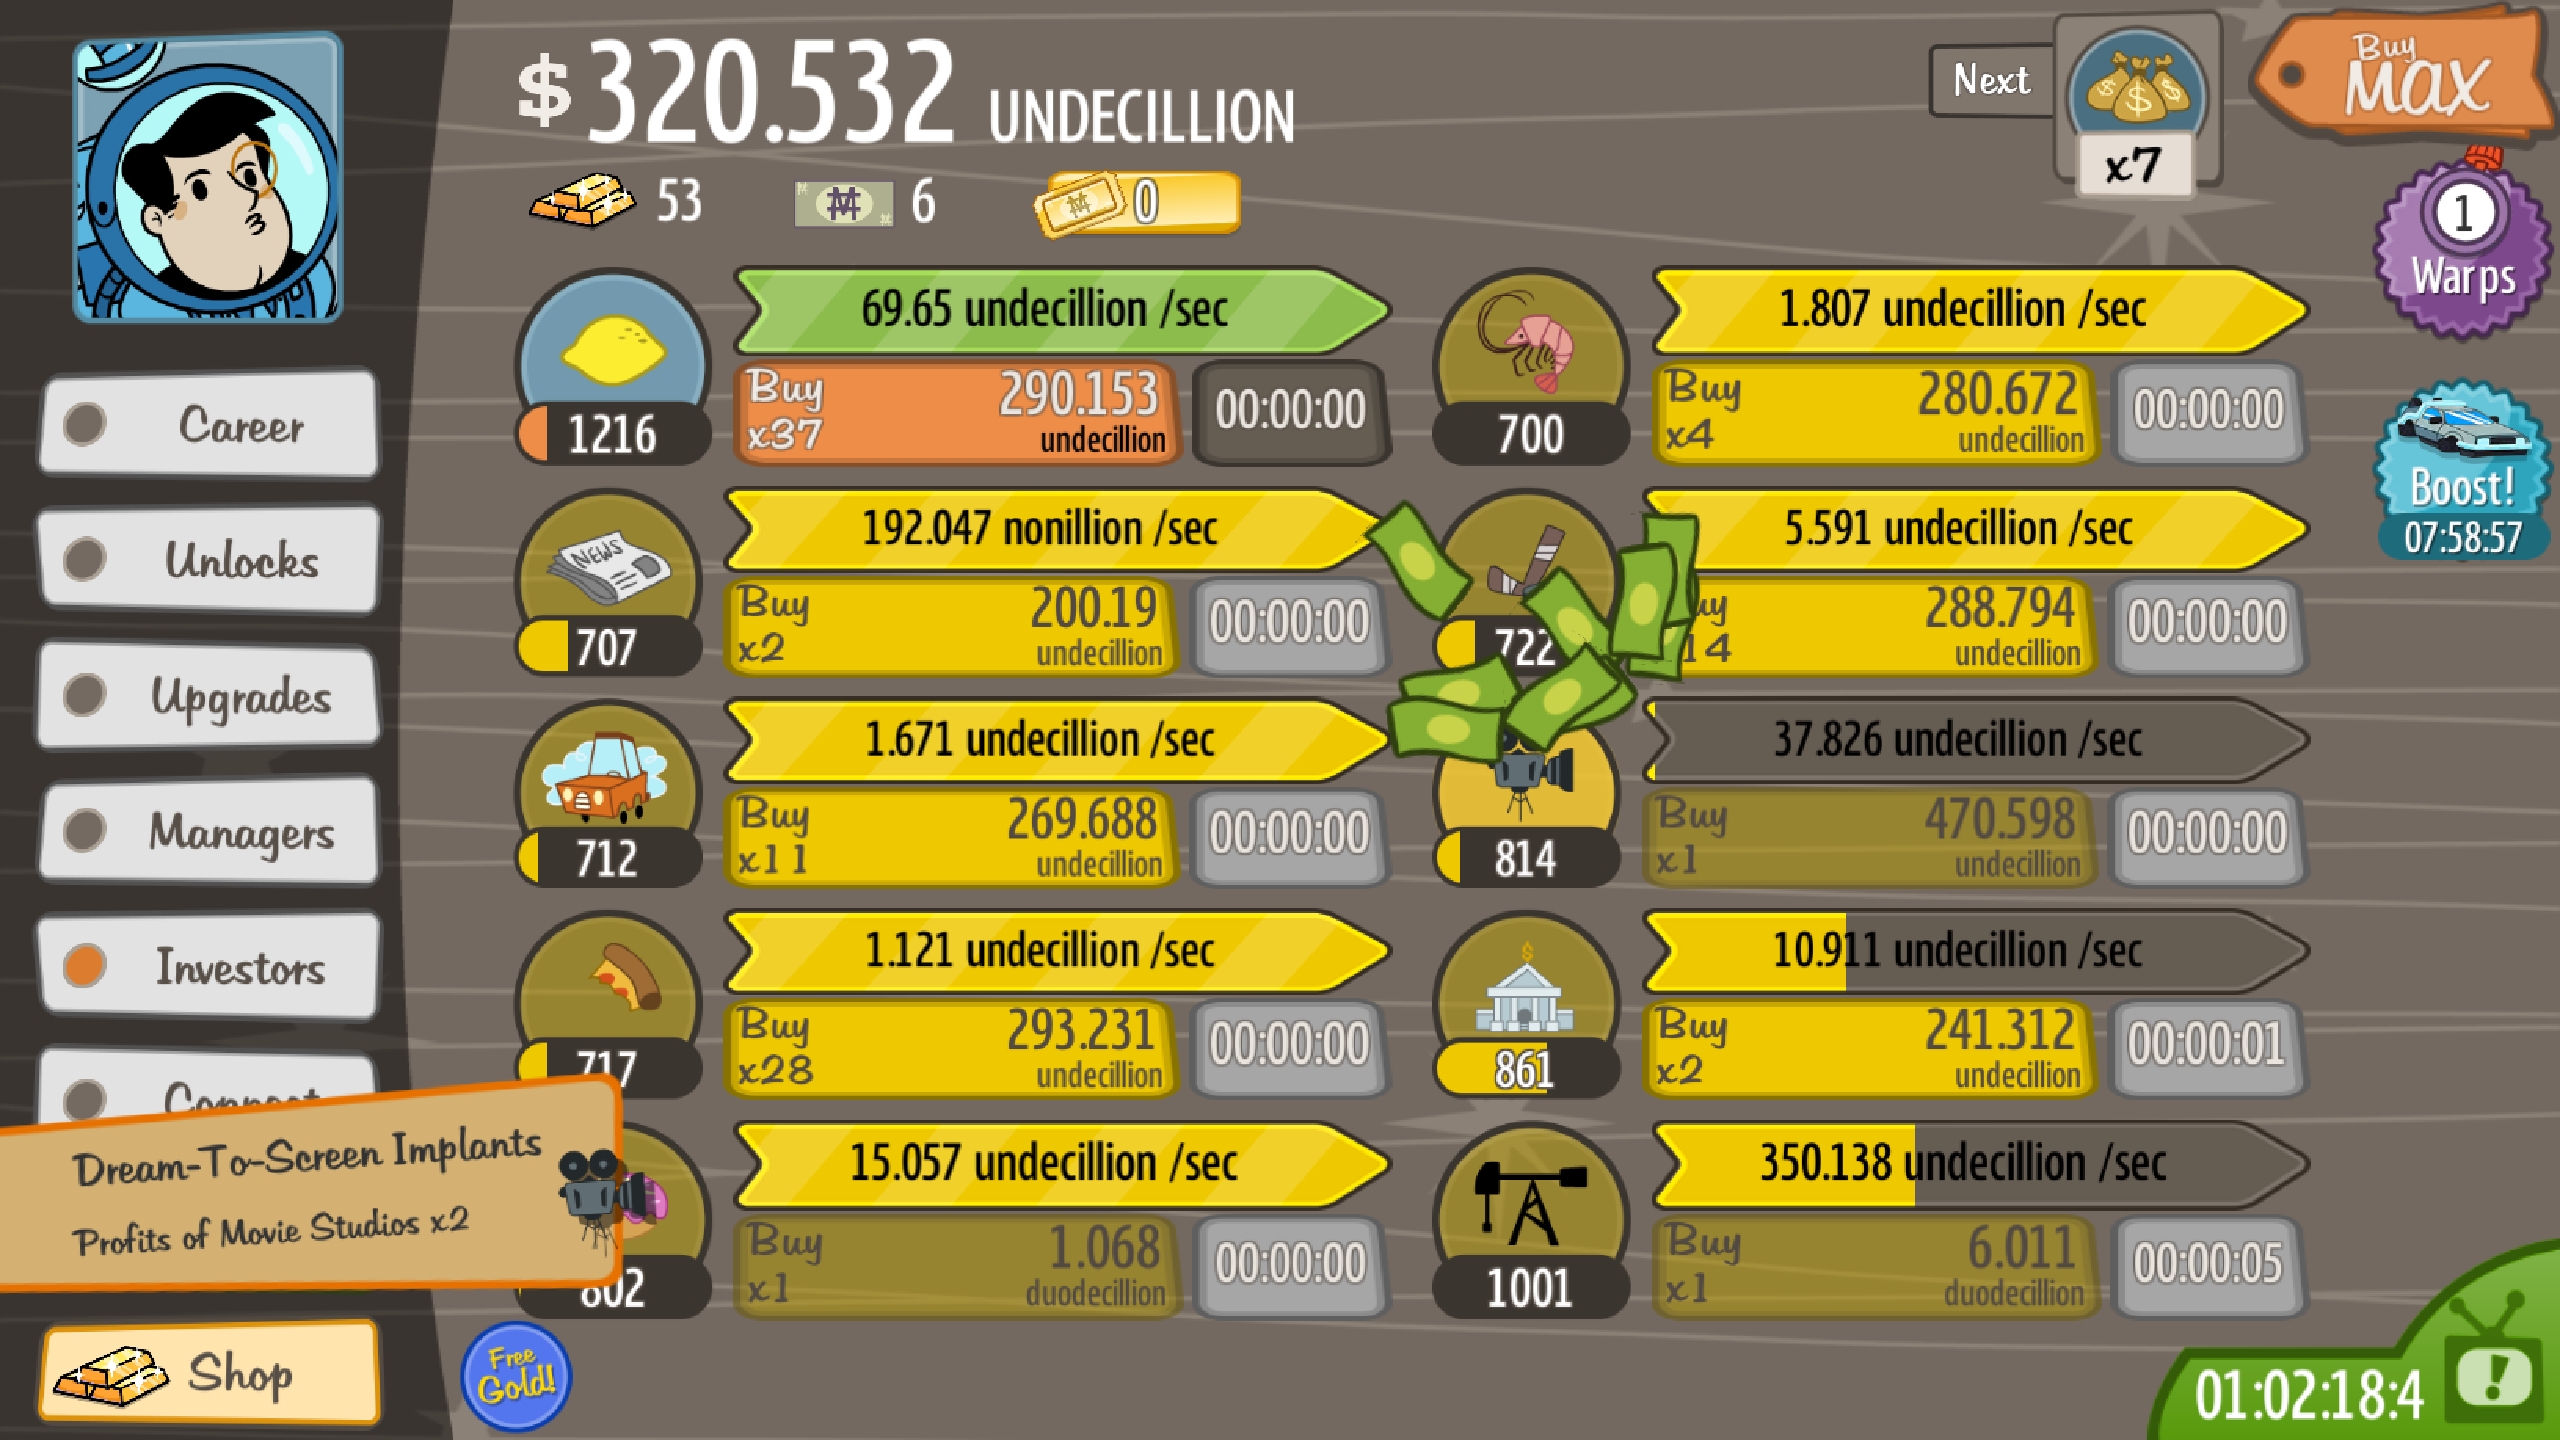 $320.532 UNDECILLION
Next
x7
Buy
MAX
53
6
0
1
Warps
Boost!
07:58:57
Career
Unlocks
Upgrades
Managers
Investors
Connect
Dream-To-Screen Implants
Profits of Movie Studios x2
Shop
Free
Gold!
69.65 undecillion /sec
1216
Buy
x37
290.153
undecillion
00:00:00
NEWS
192.047 nonillion /sec
707
Buy
x2
200.19
undecillion
00:00:00
1.671 undecillion /sec
712
Buy
x11
269.688
undecillion
00:00:00
1.121 undecillion /sec
717
Buy
x28
293.231
undecillion
00:00:00
15.057 undecillion /sec
802
Buy
x1
1.068
duodecillion
00:00:00
1.807 undecillion /sec
700
Buy
x4
280.672
undecillion
00:00:00
5.591 undecillion /sec
722
Buy
14
288.794
undecillion
00:00:00
37.826 undecillion /sec
814
Buy
x1
470.598
undecillion
00:00:00
10.911 undecillion /sec
861
Buy
x2
241.312
undecillion
00:00:01
350.138 undecillion /sec
1001
Buy
x1
6.011
duodecillion
00:00:05
01:02:18:4